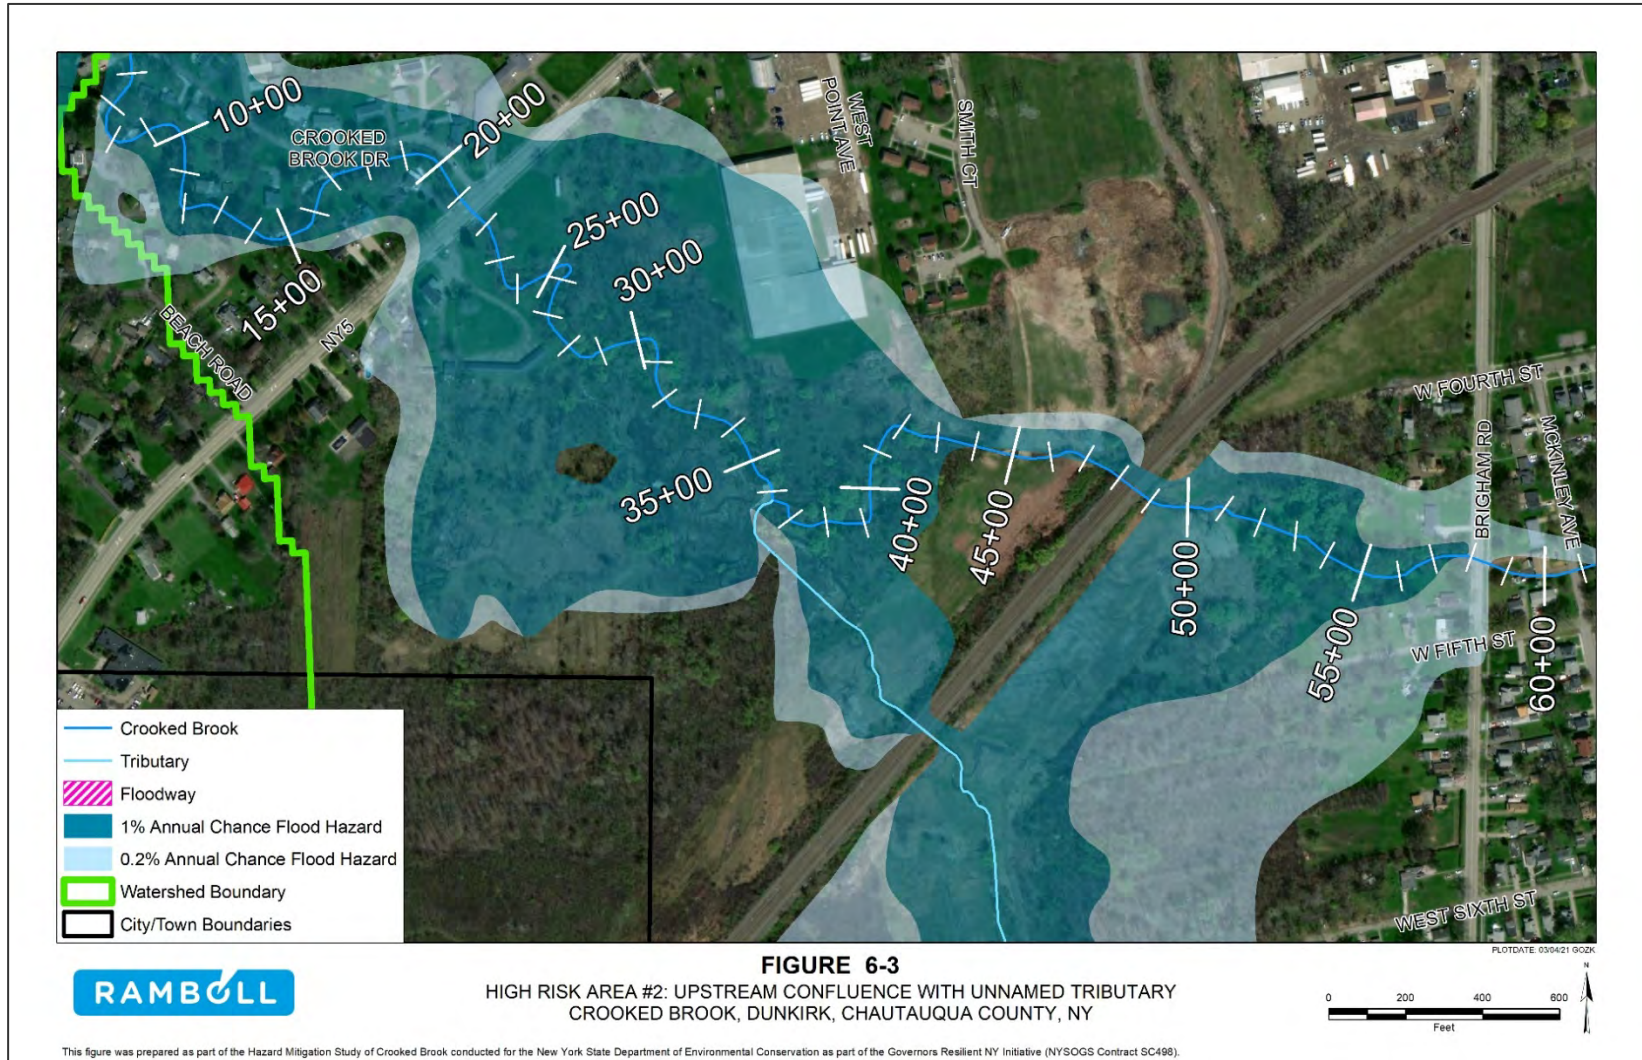 10+00
CROOKED
BROOK DR
20+00
WEST
POINT AVE
SMITH CT
25+00
30+00
15+00
NY5
BEACH ROAD
W FOURTH ST
MCKINLEY AVE
BRIGHAM RD
35+00
40+00
45+00
50+00
55+00
W FIFTH ST
60+00
WEST SIXTH ST
Crooked Brook
Tributary
Floodway
1% Annual Chance Flood Hazard
0.2% Annual Chance Flood Hazard
Watershed Boundary
City/Town Boundaries
PLOTDATE: 03/04/21 GOZK
RAMBOLL
FIGURE 6-3
HIGH RISK AREA #2: UPSTREAM CONFLUENCE WITH UNNAMED TRIBUTARY
CROOKED BROOK, DUNKIRK, CHAUTAUQUA COUNTY, NY
N
0 200 400 600
Feet
This figure was prepared as part of the Hazard Mitigation Study of Crooked Brook conducted for the New York State Department of Environmental Conservation as part of the Governors Resilient NY Initiative (NYSOGS Contract SC498).